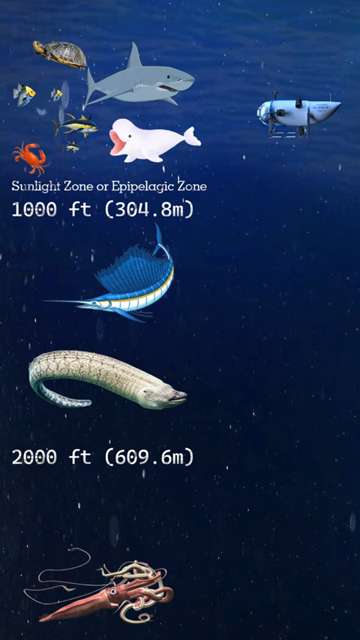 Sunlight Zone or Epipelagic Zone
1000 ft (304.8m)
2000 ft (609.6m)